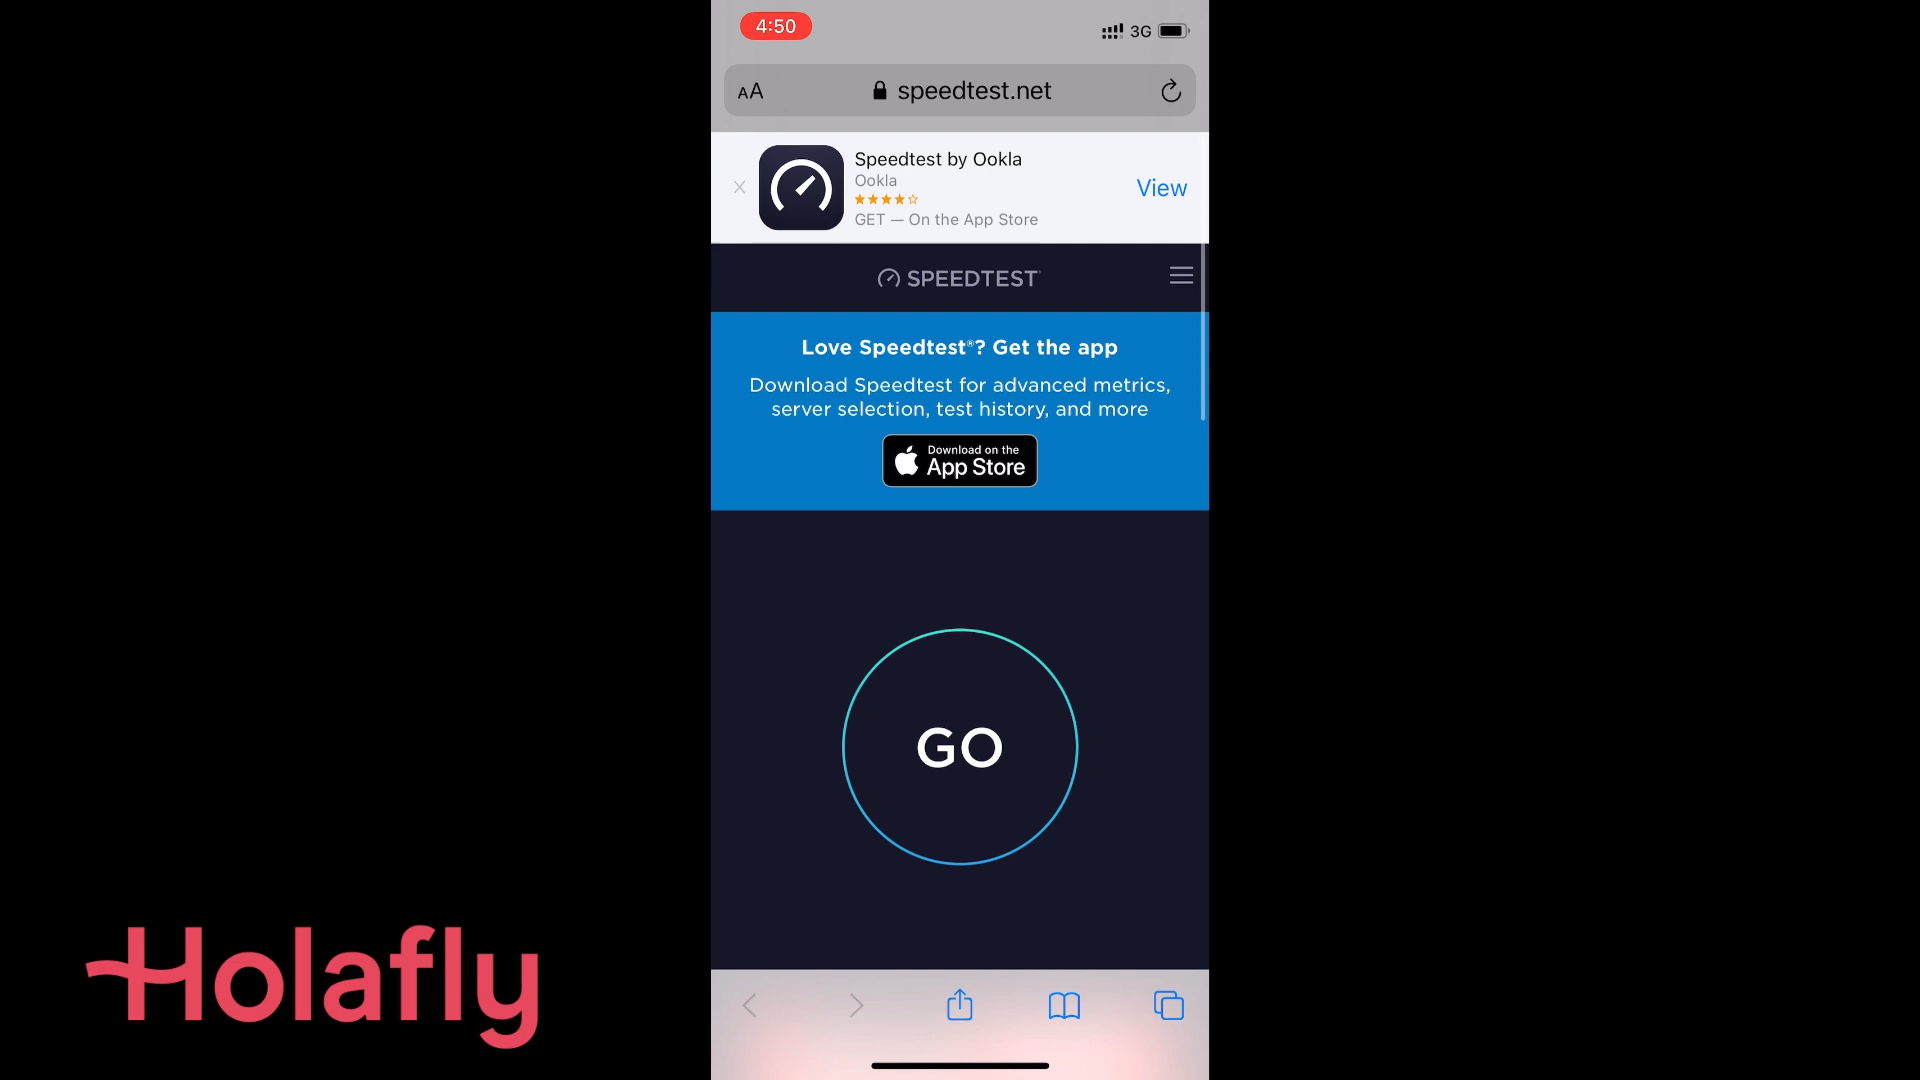 4:50
3G
AA
speedtest.net
Speedtest by Ookla
Ookla
GET — On the App Store
View
SPEEDTEST
Love Speedtest®? Get the app
Download Speedtest for advanced metrics,
server selection, test history, and more
Download on the
App Store
GO
Holafly